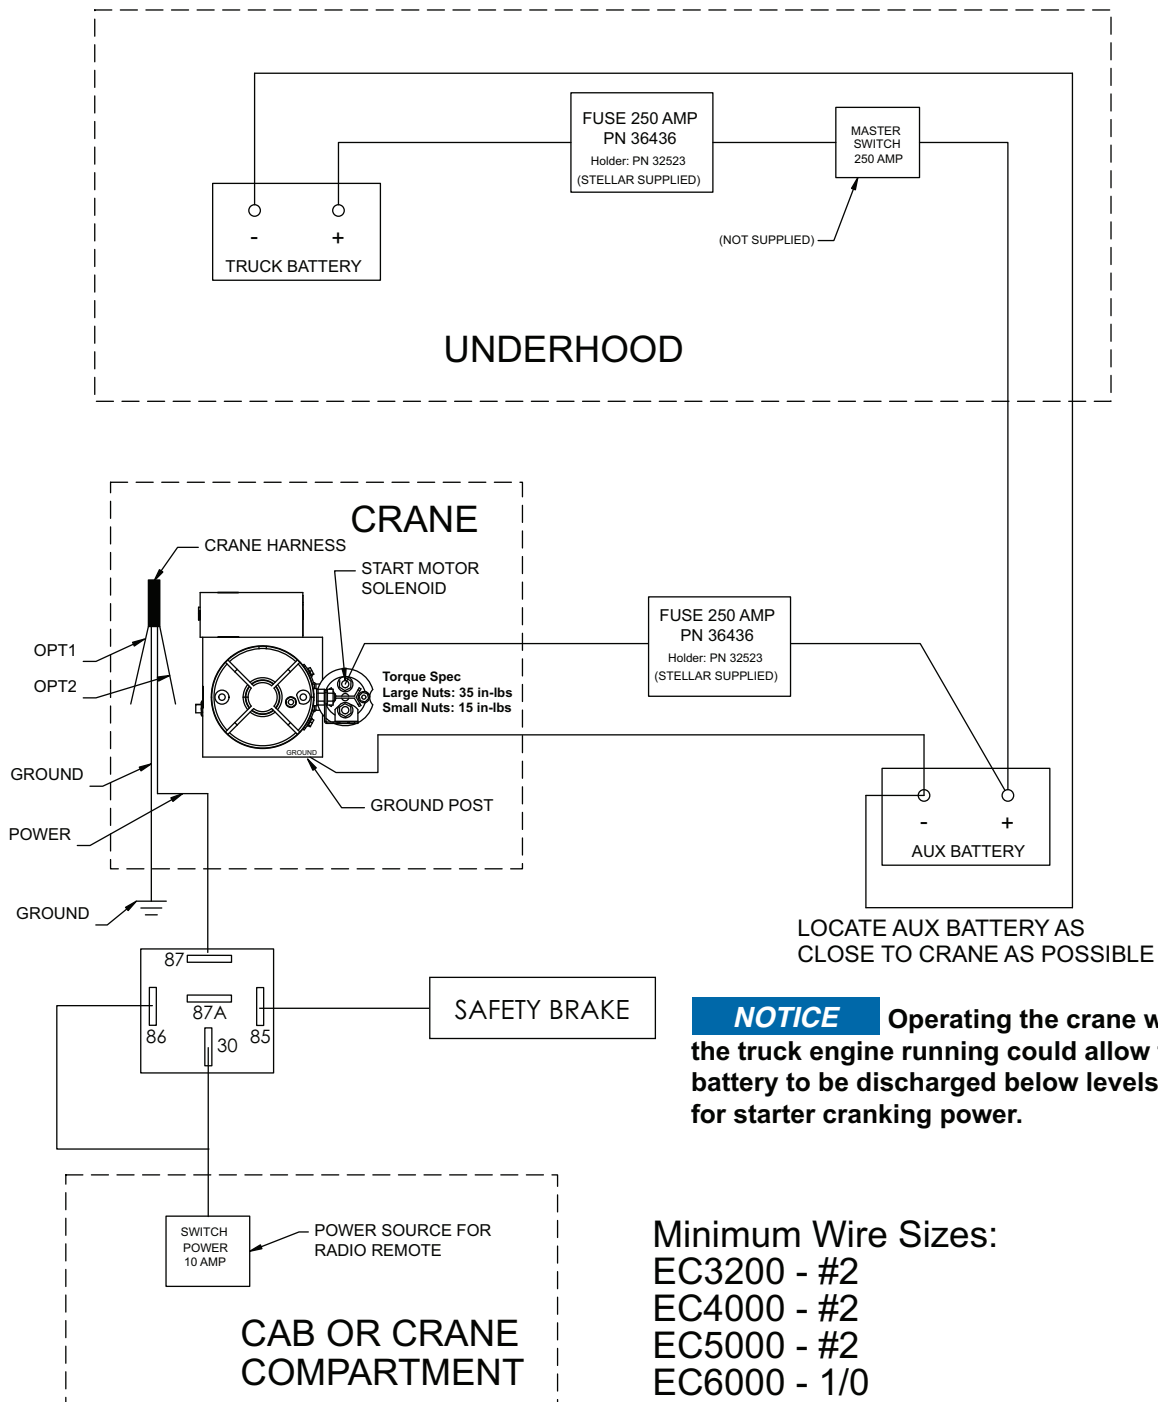 FUSE 250 AMP
PN 36436
Holder: PN 32523
(STELLAR SUPPLIED)
MASTER
SWITCH
250 AMP
(NOT SUPPLIED)
- +
TRUCK BATTERY
UNDERHOOD
CRANE
CRANE HARNESS
START MOTOR
SOLENOID
OPT1
OPT2
Torque Spec
Large Nuts: 35 in-lbs
Small Nuts: 15 in-lbs
FUSE 250 AMP
PN 36436
Holder: PN 32523
(STELLAR SUPPLIED)
GROUND
GROUND
GROUND POST
POWER
- +
AUX BATTERY
GROUND
LOCATE AUX BATTERY AS
CLOSE TO CRANE AS POSSIBLE
87
87A
86
85
30
SAFETY BRAKE
NOTICE Operating the crane
the truck engine running could allow
battery to be discharged below levels
for starter cranking power.
SWITCH
POWER
10 AMP
POWER SOURCE FOR
RADIO REMOTE
CAB OR CRANE
COMPARTMENT
Minimum Wire Sizes:
EC3200 - #2
EC4000 - #2
EC5000 - #2
EC6000 - 1/0